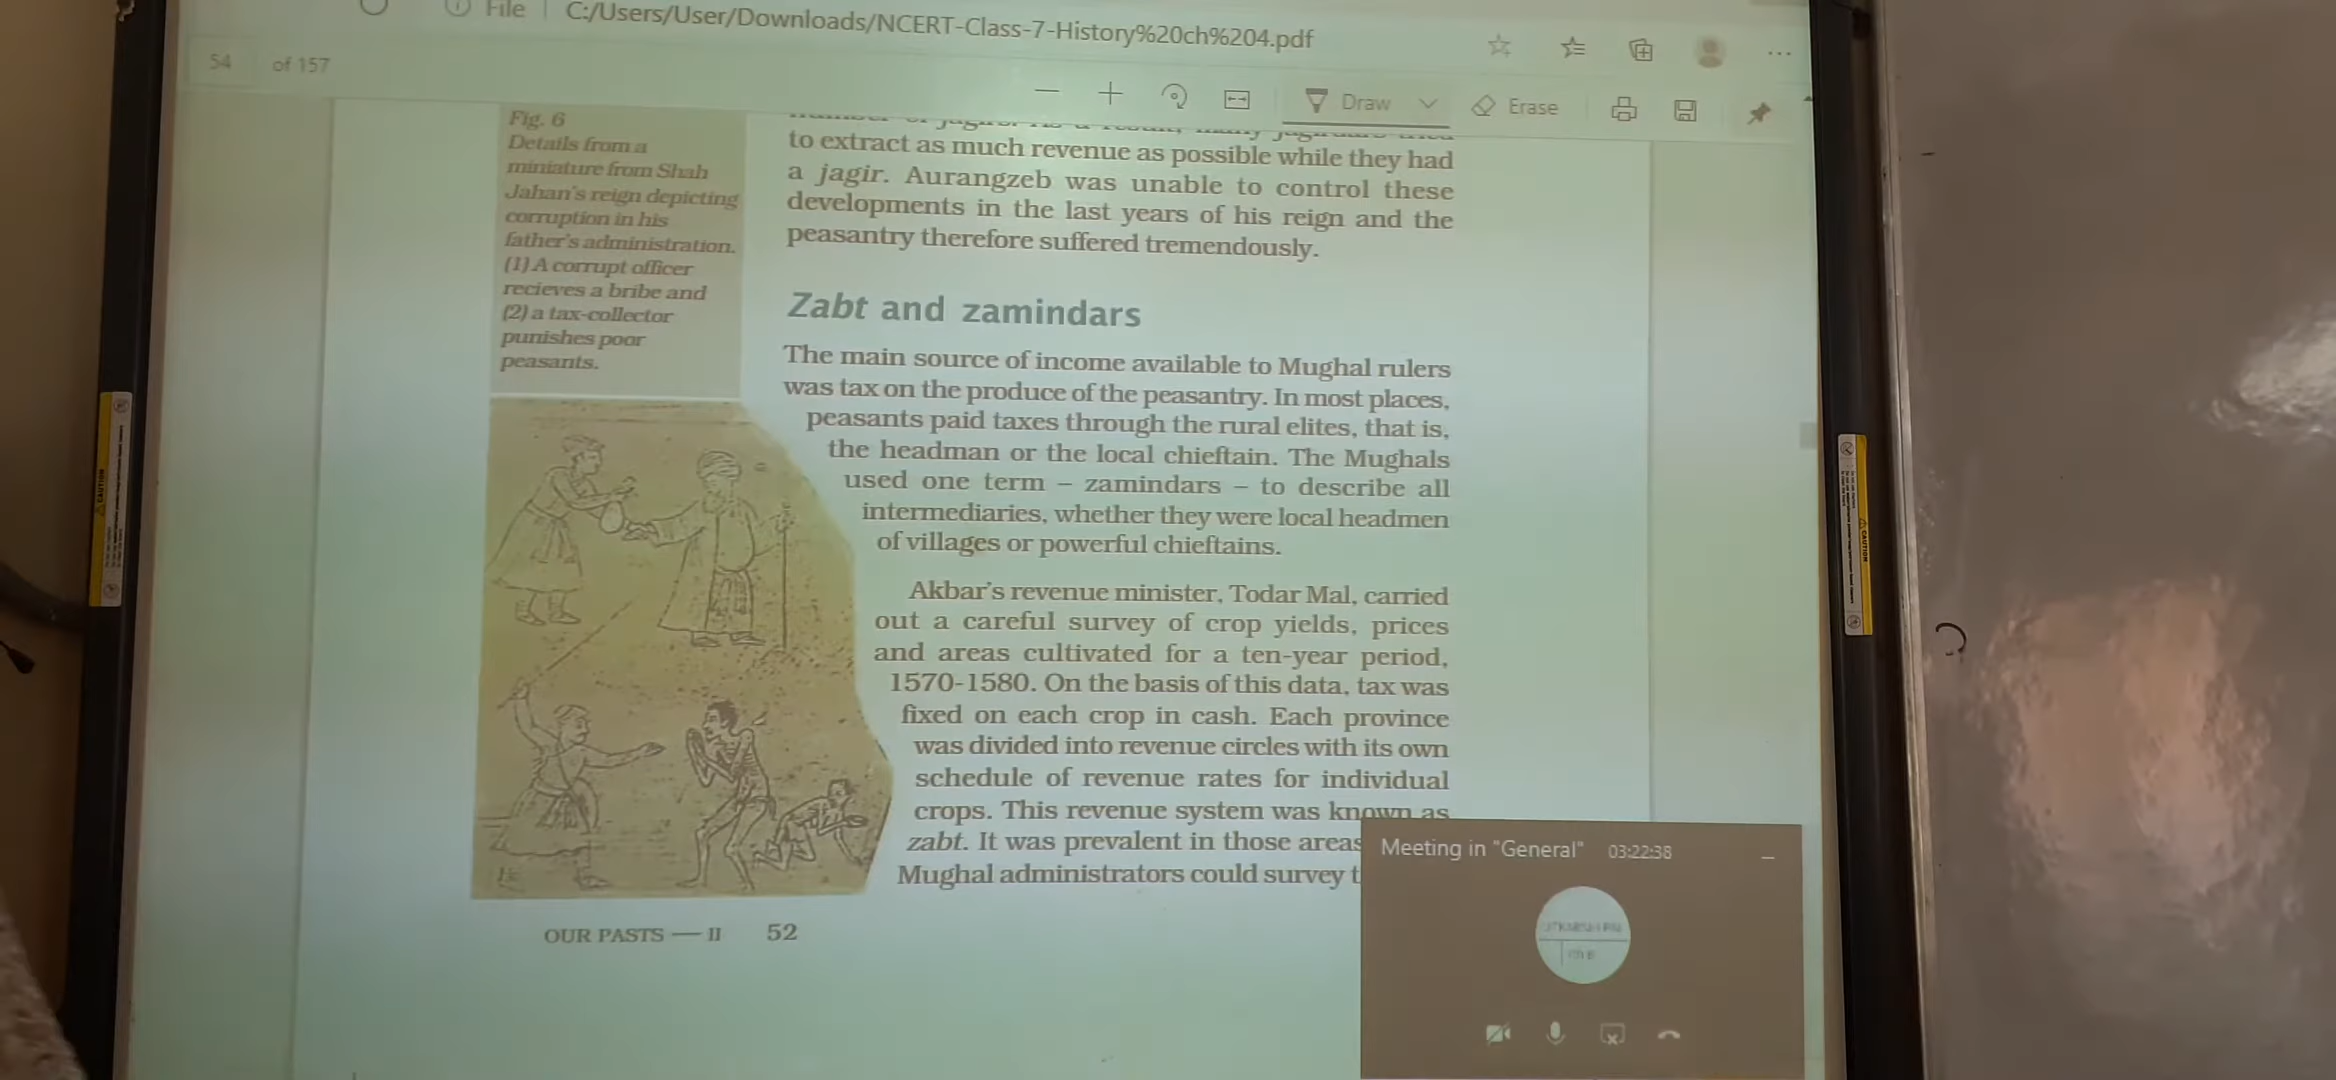 File
C:/Users/User/Downloads/NCERT-Class-7-History%20ch%204.pdf
54 of 157
Draw
Erase
Fig. 6
Details from a
miniature from Shah
Jahan's reign depicting
corruption in his
father's administration.
(1) A corrupt officer
recieves a bribe and
(2) a tax-collector
punishes poor
peasants.
to extract as much revenue as possible while they had
a jagir. Aurangzeb was unable to control these
developments in the last years of his reign and the
peasantry therefore suffered tremendously.
Zabt and zamindars
The main source of income available to Mughal rulers
was tax on the produce of the peasantry. In most places,
peasants paid taxes through the rural elites, that is,
the headman or the local chieftain. The Mughals
used one term – zamindars – to describe all
intermediaries, whether they were local headmen
of villages or powerful chieftains.
Akbar's revenue minister, Todar Mal, carried
out a careful survey of crop yields, prices
and areas cultivated for a ten-year period,
1570-1580. On the basis of this data, tax was
fixed on each crop in cash. Each province
was divided into revenue circles with its own
schedule of revenue rates for individual
crops. This revenue system was known as
zabt. It was prevalent in those areas
Mughal administrators could survey t
OUR PASTS — II 52
Meeting in "General" 03:22:38
CAUTION
CAUTION